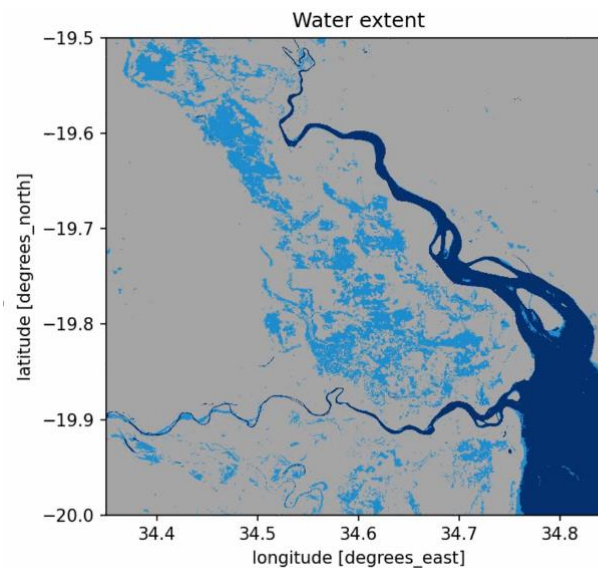 Water extent
−19.5
−19.6
−19.7
−19.8
−19.9
−20.0
latitude [degrees_north]
34.4 34.5 34.6 34.7 34.8
longitude [degrees_east]